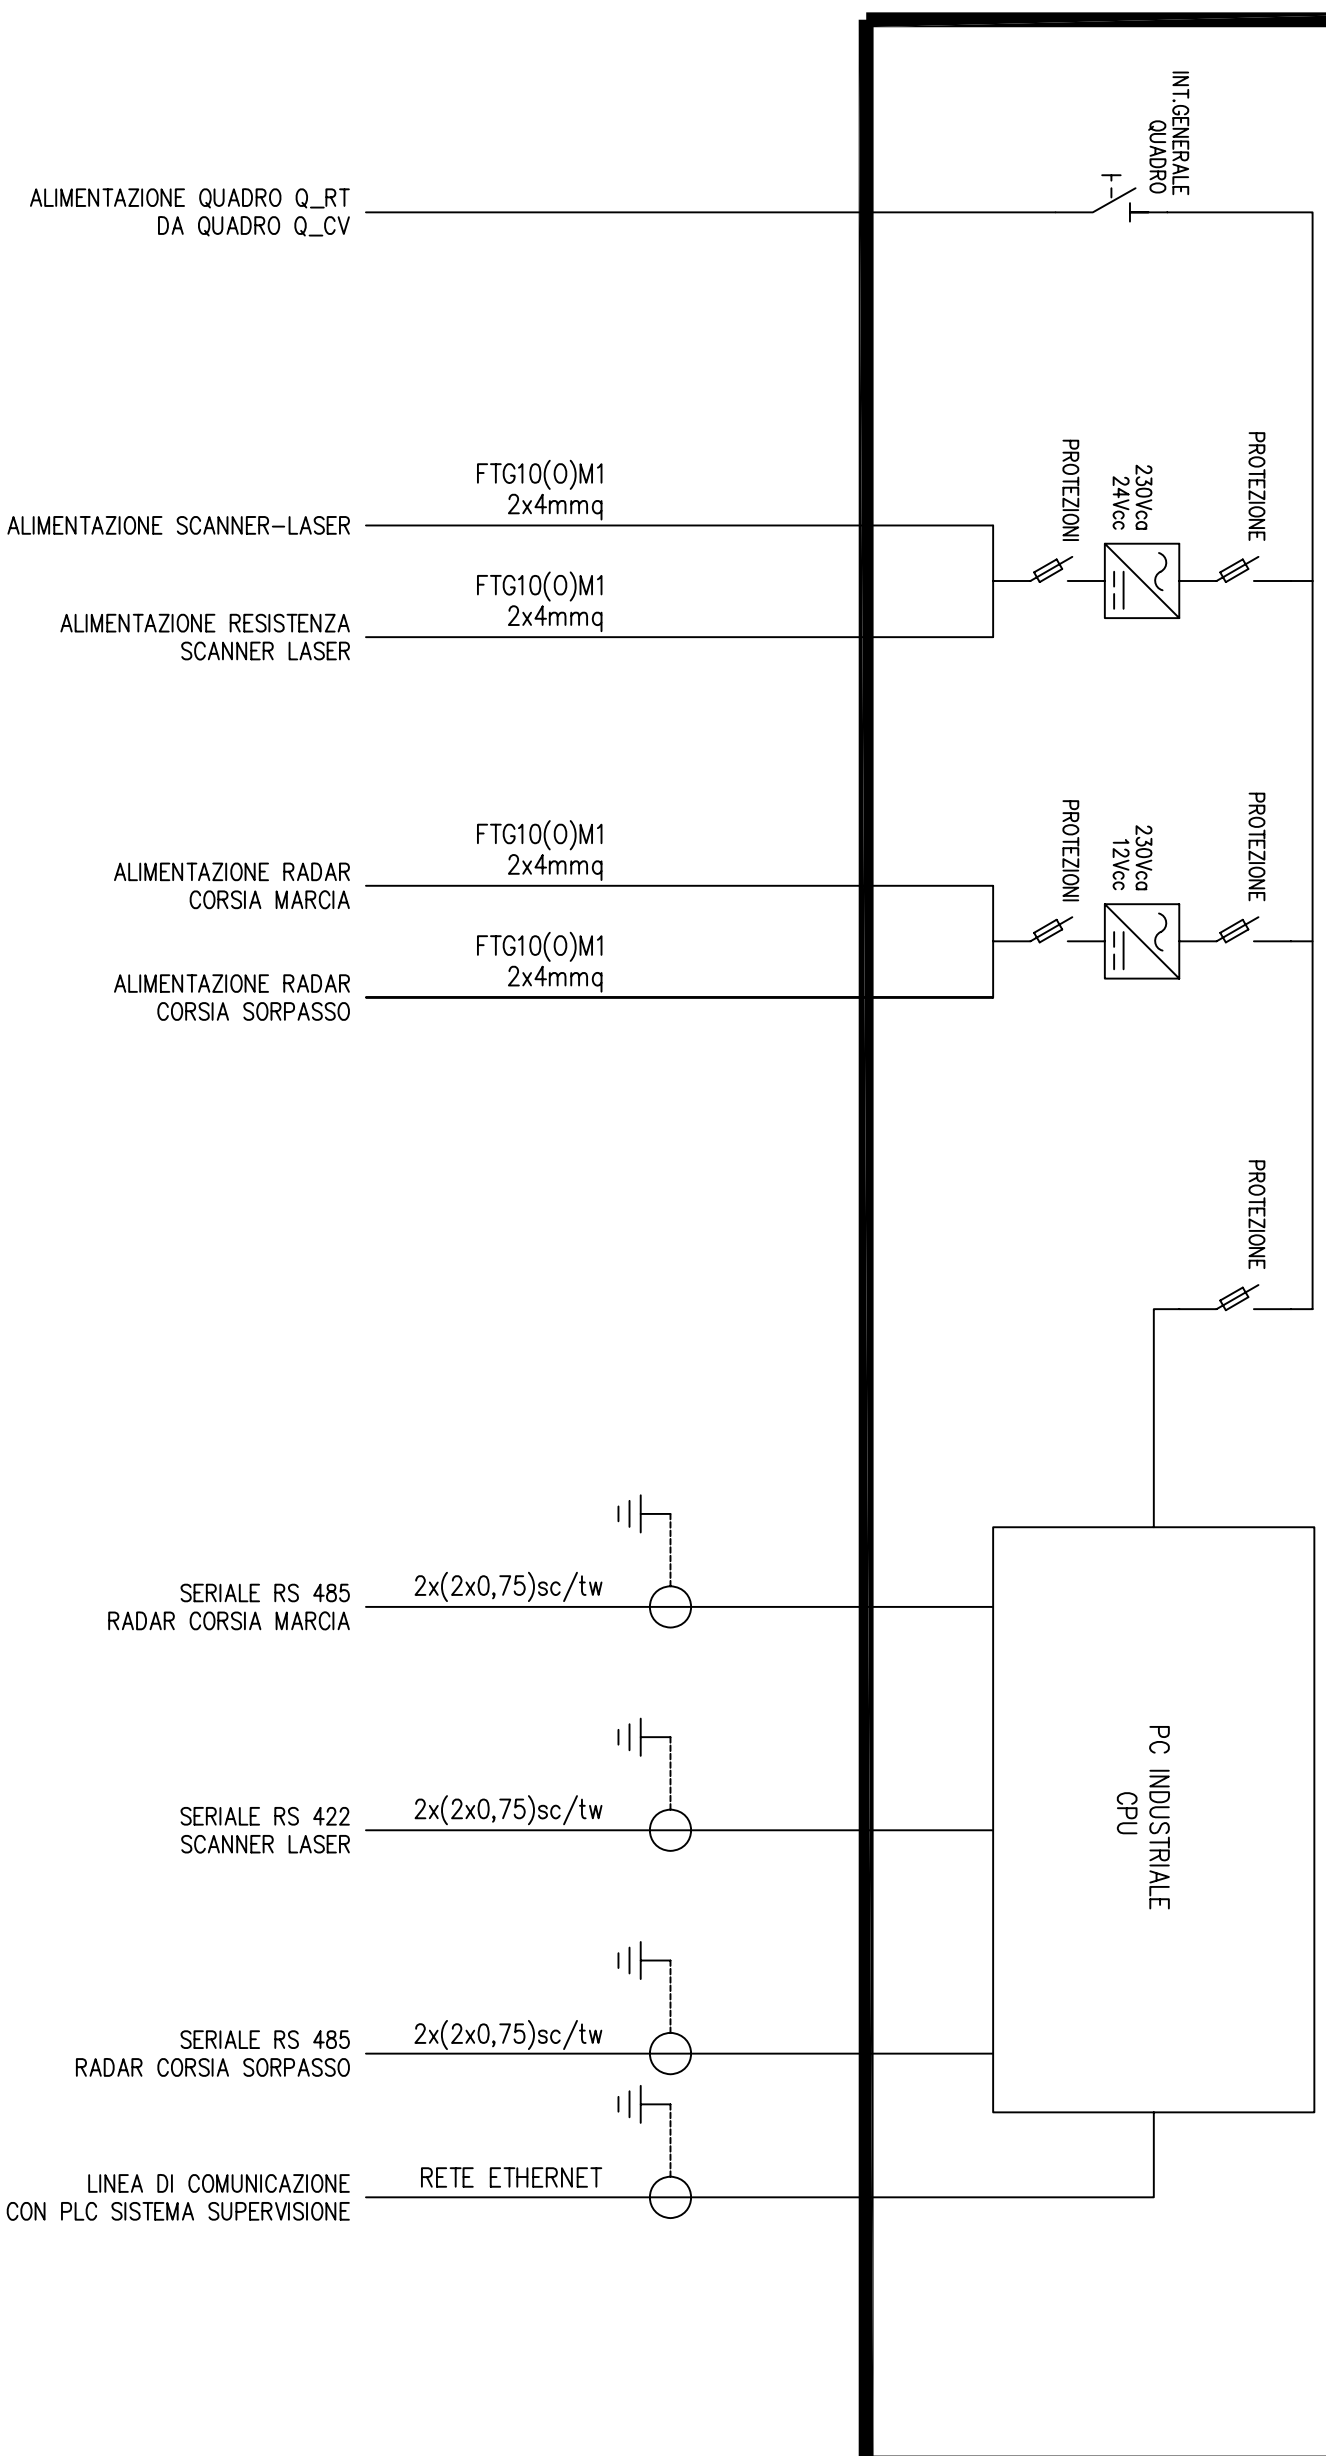 INT.GENERALE
QUADRO
ALIMENTAZIONE QUADRO Q_RT
DA QUADRO Q_CV
PROTEZIONI
230Vca
24Vcc
PROTEZIONE
FTG10(O)M1
2x4mmq
ALIMENTAZIONE SCANNER-LASER
FTG10(O)M1
2x4mmq
ALIMENTAZIONE RESISTENZA
SCANNER LASER
PROTEZIONI
230Vca
12Vcc
PROTEZIONE
FTG10(O)M1
2x4mmq
ALIMENTAZIONE RADAR
CORSIA MARCIA
FTG10(O)M1
2x4mmq
ALIMENTAZIONE RADAR
CORSIA SORPASSO
PROTEZIONE
2x(2x0,75)sc/tw
SERIALE RS 485
RADAR CORSIA MARCIA
PC INDUSTRIALE
CPU
2x(2x0,75)sc/tw
SERIALE RS 422
SCANNER LASER
2x(2x0,75)sc/tw
SERIALE RS 485
RADAR CORSIA SORPASSO
RETE ETHERNET
LINEA DI COMUNICAZIONE
CON PLC SISTEMA SUPERVISIONE